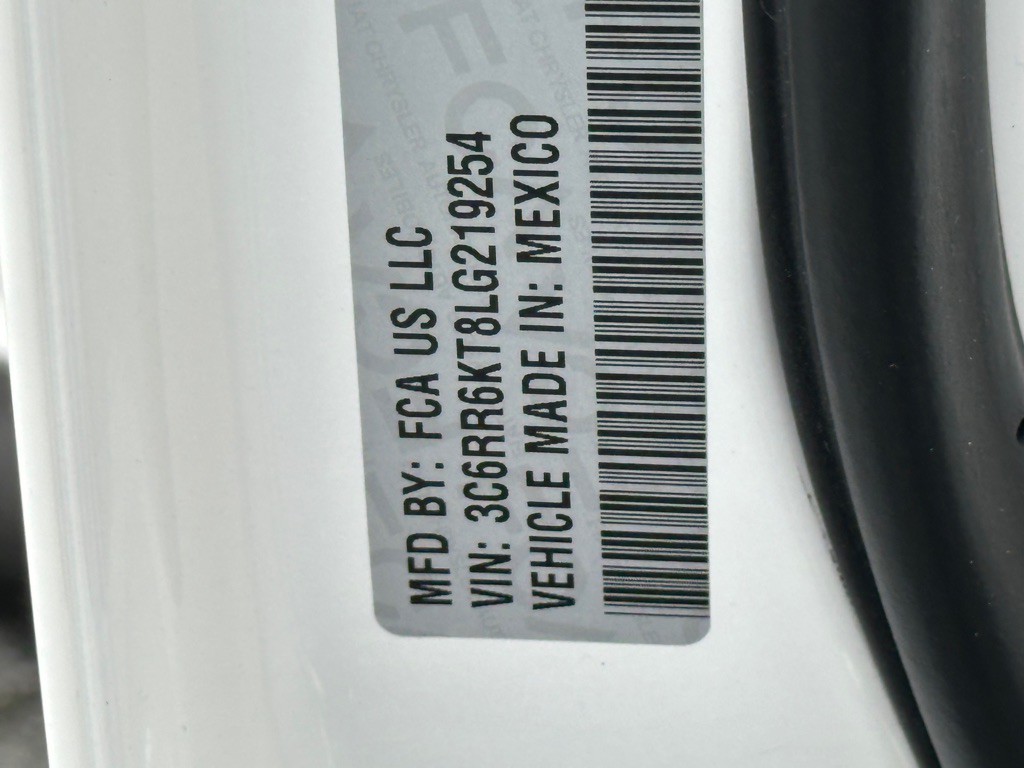 MFD BY: FCA US LLC
VIN: 3C6RR6KT8LG219254
VEHICLE MADE IN: MEXICO